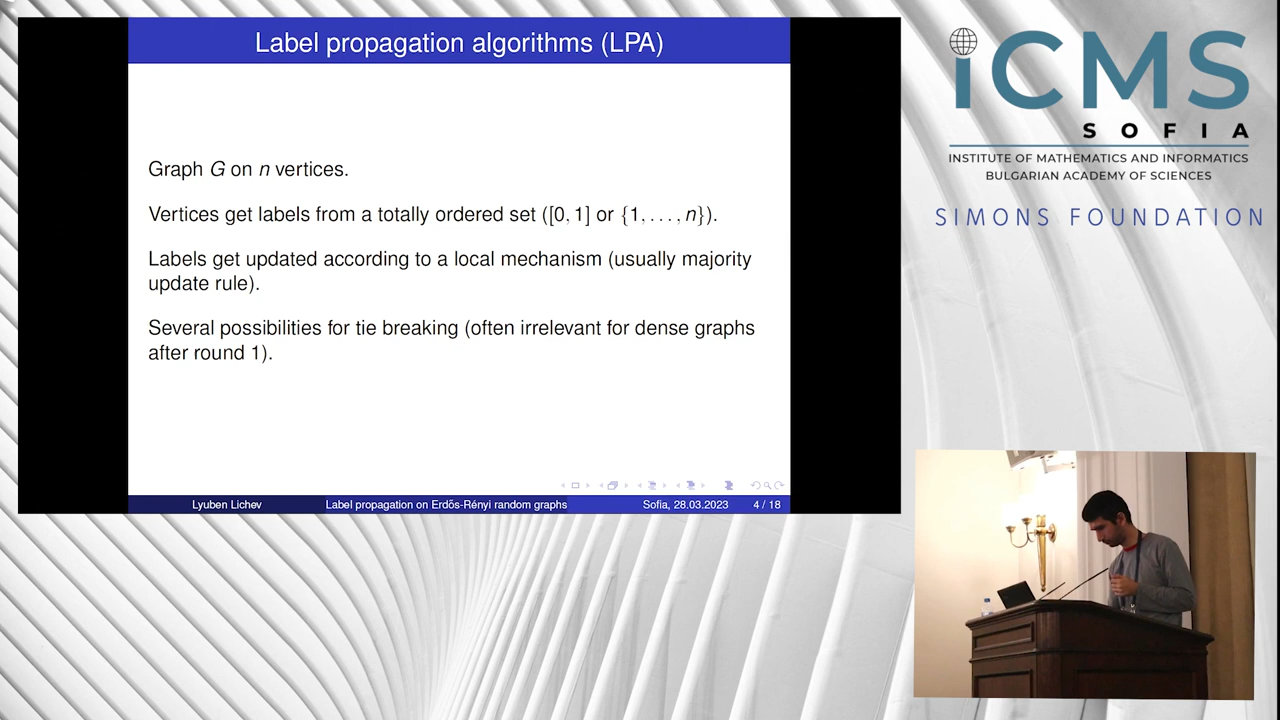 Label propagation algorithms (LPA)
Graph G on n vertices.
Vertices get labels from a totally ordered set ([0, 1] or {1, . . . , n}).
Labels get updated according to a local mechanism (usually majority
update rule).
Several possibilities for tie breaking (often irrelevant for dense graphs
after round 1).
Lyuben Lichev Label propagation on Erdős-Rényi random graphs Sofia, 28.03.2023 4 / 18
iCMS
SOFIA
INSTITUTE OF MATHEMATICS AND INFORMATICS
BULGARIAN ACADEMY OF SCIENCES
SIMONS FOUNDATION